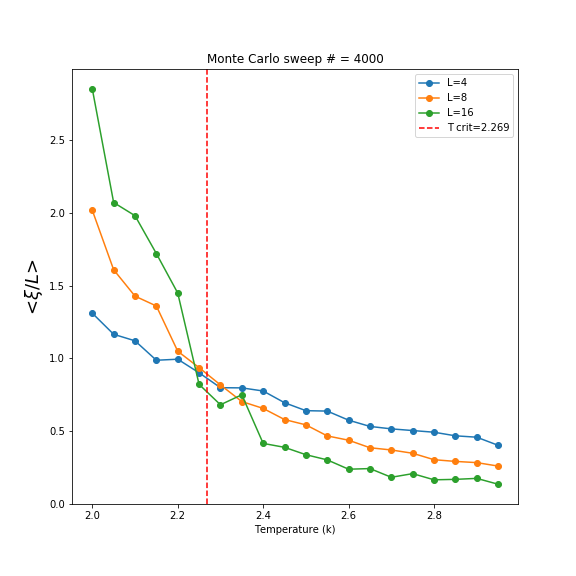 Monte Carlo sweep # = 4000
L=4
L=8
L=16
T crit=2.269
<ξ/L>
2.5
2.0
1.5
1.0
0.5
0.0
2.0 2.2 2.4 2.6 2.8
Temperature (k)